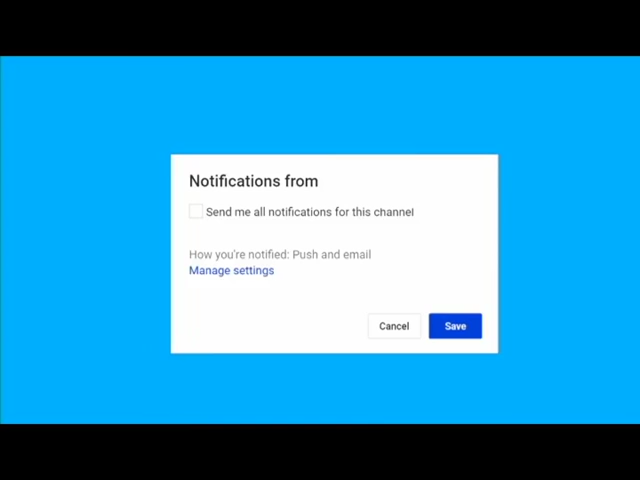 Notifications from
Send me all notifications for this channel
How you're notified: Push and email
Manage settings
Cancel
Save